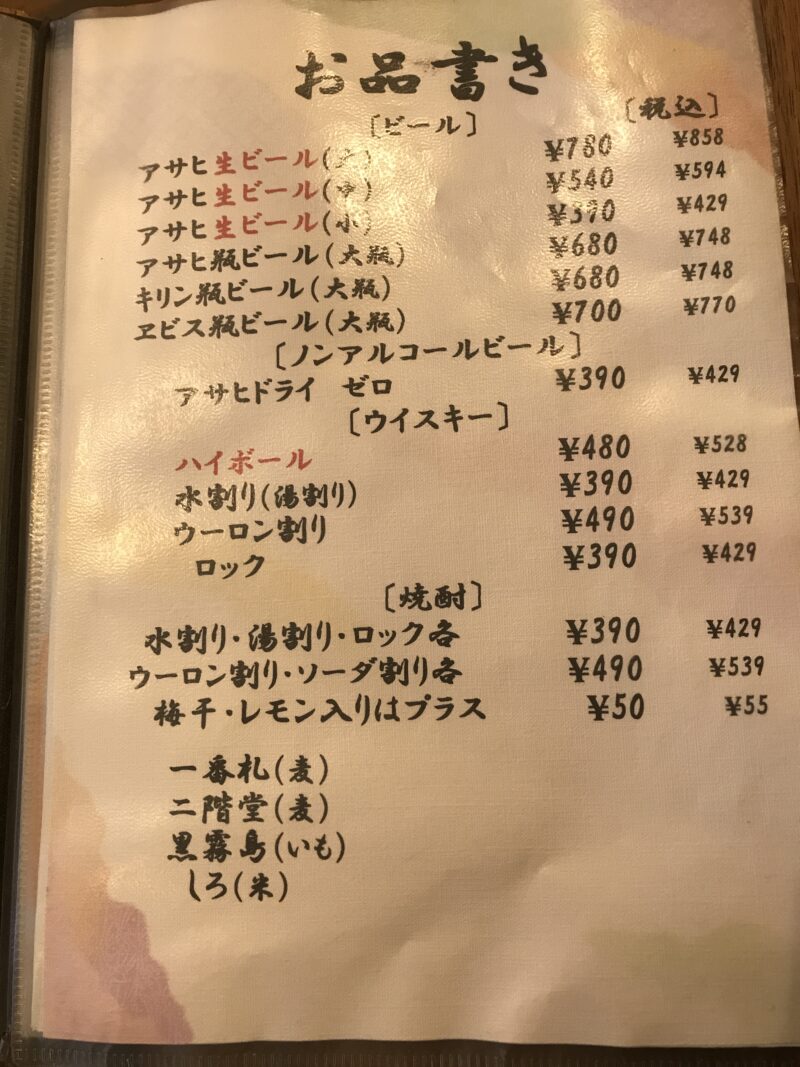 お品書き
〔税込〕
〔ビール〕
アサヒ生ビール(大) ¥780 ¥858
アサヒ生ビール(中) ¥540 ¥594
アサヒ生ビール(小) ¥390 ¥429
アサヒ瓶ビール(大瓶) ¥680 ¥748
キリン瓶ビール(大瓶) ¥680 ¥748
ヱビス瓶ビール(大瓶) ¥700 ¥770
〔ノンアルコールビール〕
アサヒドライ ゼロ ¥390 ¥429
〔ウイスキー〕
ハイボール ¥480 ¥528
水割り(湯割り) ¥390 ¥429
ウーロン割り ¥490 ¥539
ロック ¥390 ¥429
〔焼酎〕
水割り・湯割り・ロック各 ¥390 ¥429
ウーロン割り・ソーダ割り各 ¥490 ¥539
梅干・レモン入りはプラス ¥50 ¥55
一番札(麦)
二階堂(麦)
黒霧島(いも)
しろ(米)